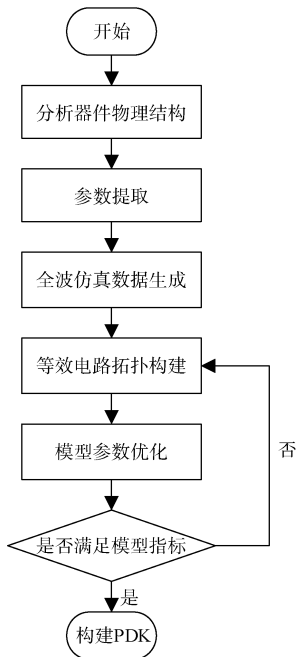 开始
分析器件物理结构
参数提取
全波仿真数据生成
等效电路拓扑构建
模型参数优化
否
是否满足模型指标
是
构建PDK